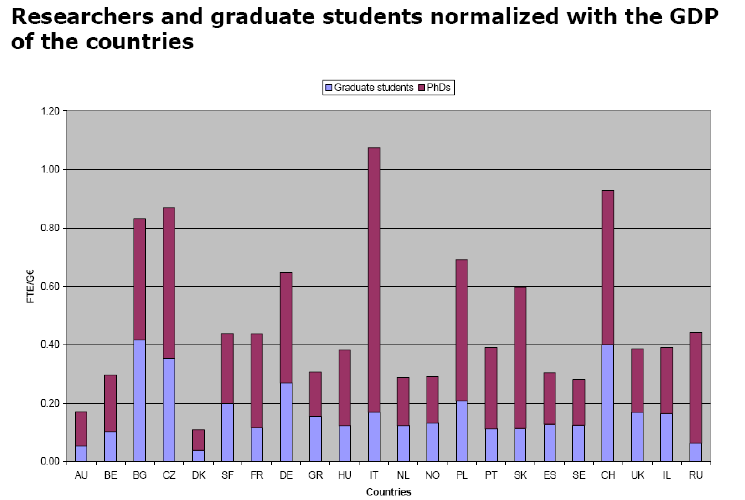 Researchers and graduate students normalized with the GDP
of the countries
Graduate students PhDs
1.20
1.00
0.80
0.60
0.40
0.20
0.00
FTE/G€
AU BE BG CZ DK SF FR DE GR HU IT NL NO PL PT SK ES SE CH UK IL RU
Countries